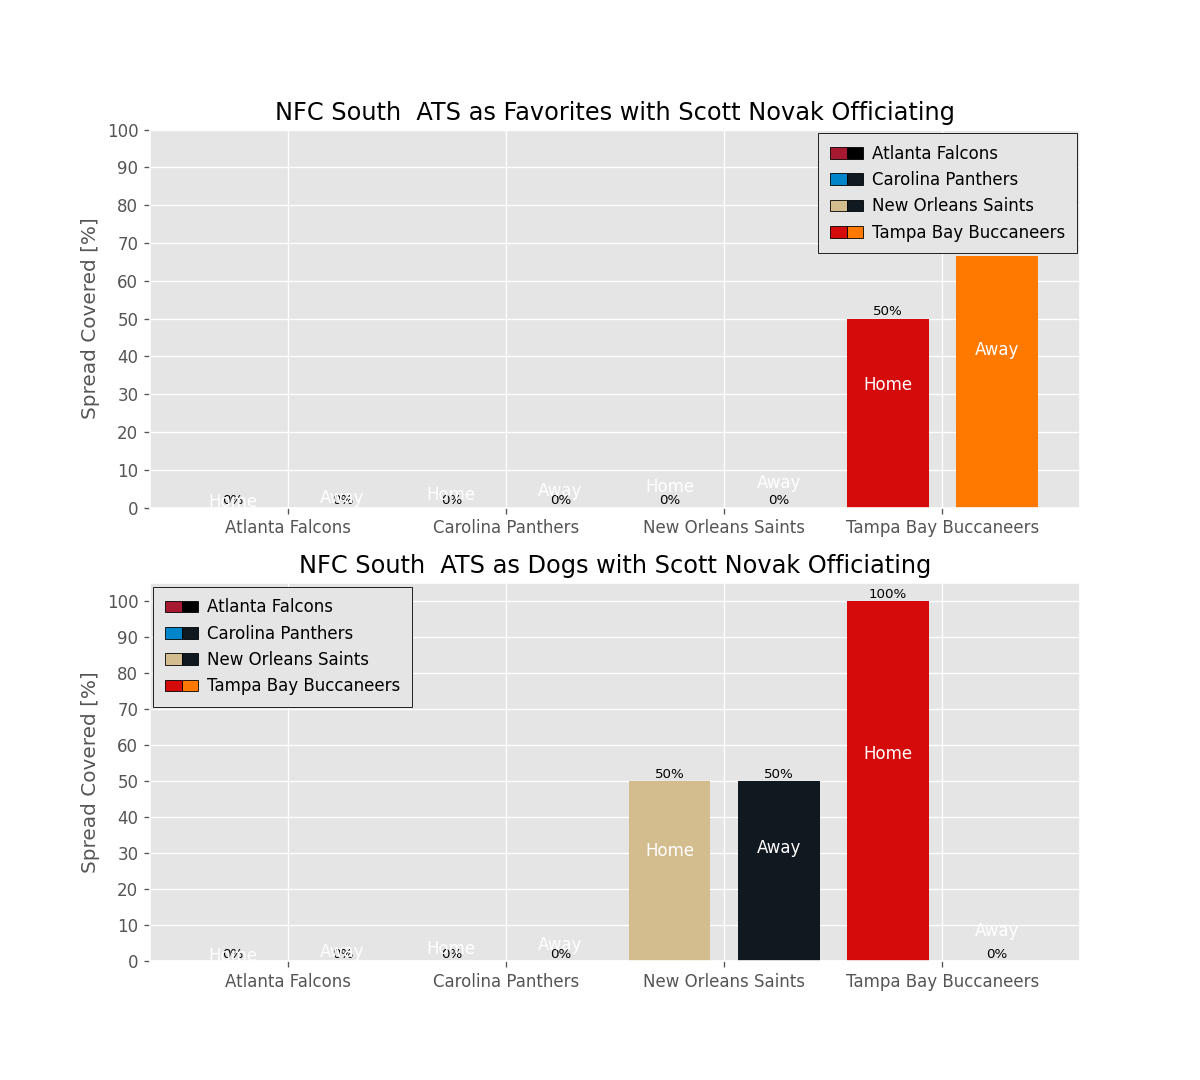 NFC South  ATS as Favorites with Scott Novak Officiating
100
90
80
70
60
50
40
30
20
10
0
Spread Covered [%]
Atlanta Falcons
Carolina Panthers
New Orleans Saints
Tampa Bay Buccaneers
50%
Home
Away
Home 0% Away 0% Home 0% Away 0% Home 0% Away 0%
Atlanta Falcons Carolina Panthers New Orleans Saints Tampa Bay Buccaneers
NFC South  ATS as Dogs with Scott Novak Officiating
100
90
80
70
60
50
40
30
20
10
0
Spread Covered [%]
Atlanta Falcons
Carolina Panthers
New Orleans Saints
Tampa Bay Buccaneers
100%
Home
50% 50%
Home Away
Home 0% Away 0% Home 0% Away 0% Away 0%
Atlanta Falcons Carolina Panthers New Orleans Saints Tampa Bay Buccaneers